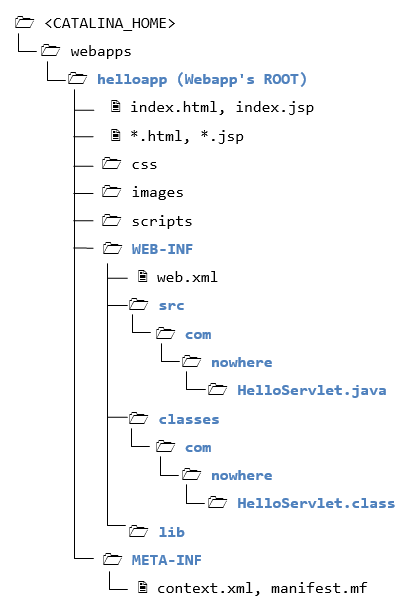 <CATALINA_HOME>
webapps
helloapp (Webapp's ROOT)
index.html, index.jsp
*.html, *.jsp
css
images
scripts
WEB-INF
web.xml
src
com
nowhere
HelloServlet.java
classes
com
nowhere
HelloServlet.class
lib
META-INF
context.xml, manifest.mf